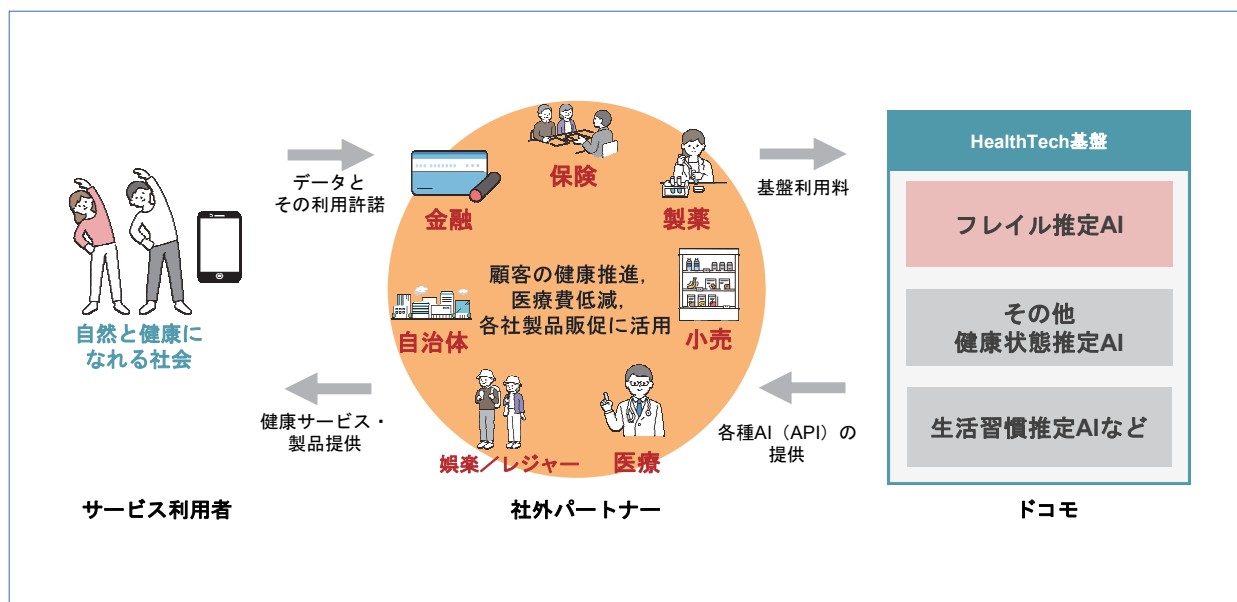 データと
その利用許諾
自然と健康に
なれる社会
健康サービス・
製品提供
サービス利用者
保険
金融
製薬
顧客の健康推進,
医療費低減,
各社製品販促に活用
自治体
小売
娯楽／レジャー
医療
社外パートナー
基盤利用料
各種AI（API）の
提供
HealthTech基盤
フレイル推定AI
その他
健康状態推定AI
生活習慣推定AIなど
ドコモ